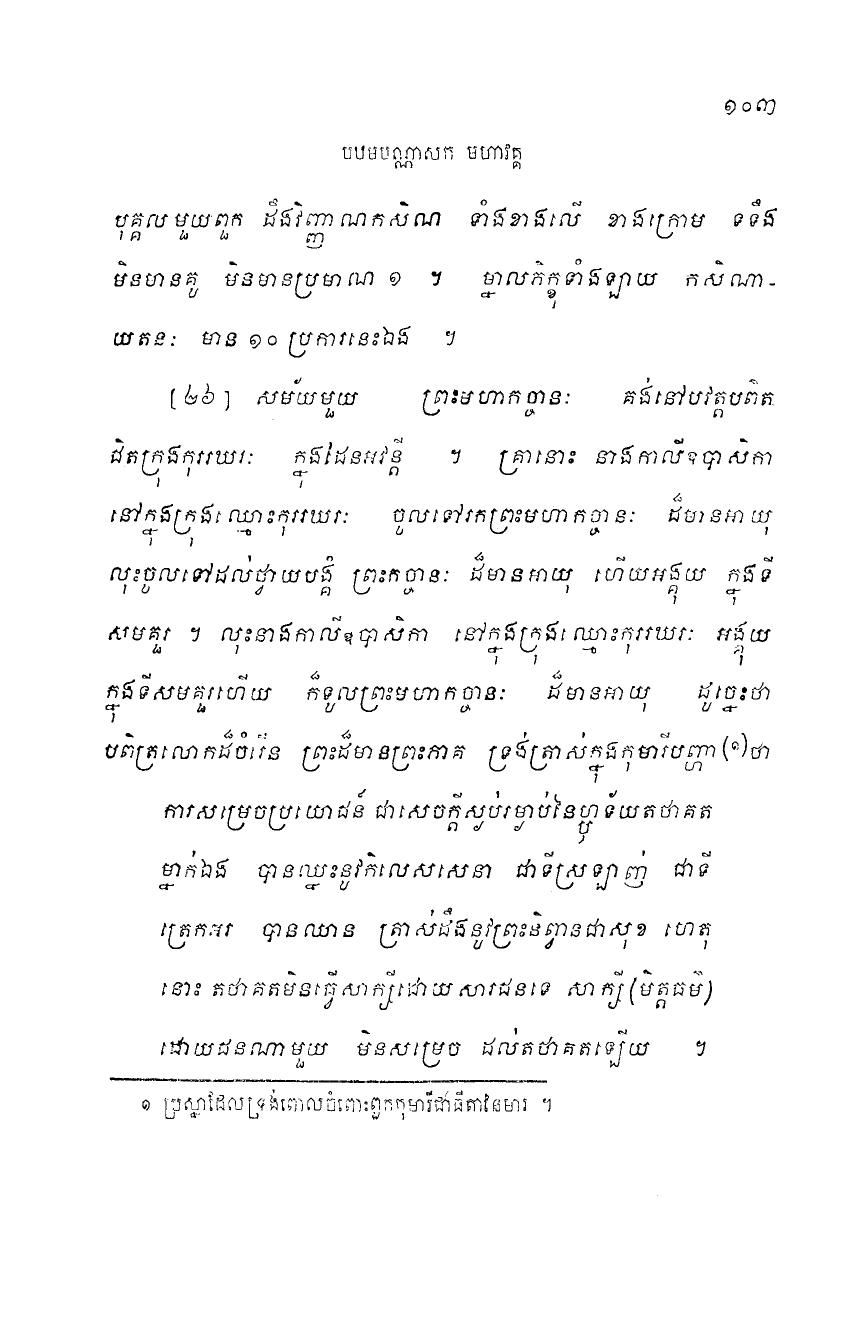 ១០៣
បឋមបណ្ណាសក មហាវគ្គ
បុគ្គលមួយពួក ដឹងវិញ្ញាណកសិណ ទាំងខាងលើ ខាងក្រោម ទទឹង
មិនមានគូ មិនមានប្រមាណ ១ ។ ម្នាលភិក្ខុទាំងឡាយ កសិណា-
យតនៈ មាន ១០ ប្រការនេះឯង ។
[២៦] សម័យមួយ ព្រះមហាកច្ចានៈ គង់នៅបវត្តបព៌ត
ជិតក្រុងកុររឃរៈ ក្នុងដែនអវន្តី ។ គ្រានោះ នាងកាលីឧបាសិកា
នៅក្នុងក្រុងឈ្មោះកុររឃរៈ ចូលទៅរកព្រះមហាកច្ចានៈ ដ៏មានអាយុ
លុះចូលទៅដល់ថ្វាយបង្គំ ព្រះកច្ចានៈ ដ៏មានអាយុ ហើយអង្គុយ ក្នុងទី
សមគួរ ។ លុះនាងកាលីឧបាសិកា នៅក្នុងក្រុងឈ្មោះកុររឃរៈ អង្គុយ
ក្នុងទីសមគួរហើយ ក៏ទូលព្រះមហាកច្ចានៈ ដ៏មានអាយុ ដូច្នេះថា
បពិត្រលោកដ៏ចំរើន ព្រះដ៏មានព្រះភាគ ទ្រង់ត្រាស់ក្នុងកុមារីបញ្ហា (១)ថា
ការសម្រេចប្រយោជន៍ ជាសេចក្តីស្ងប់រម្ងាប់នៃហ្ឫទ័យតថាគត
ម្នាក់ឯង បានឈ្នះនូវកិលេសសេនា ជាទីស្រឡាញ់ ជាទី
ត្រេកអរ បានឈាន ត្រាស់ដឹងនូវព្រះនិព្វានជាសុខ ហេតុ
នោះ តថាគតមិនធ្វើសាក្សីដោយសារជនទេ សាក្សី(មិត្តធម៌)
ដោយជនណាមួយ មិនសម្រេច ដល់តថាគតឡើយ ។
១ ប្រស្នាដែលទ្រង់ពោលចំពោះពួកកុមារីជាធីតានៃមារ ។